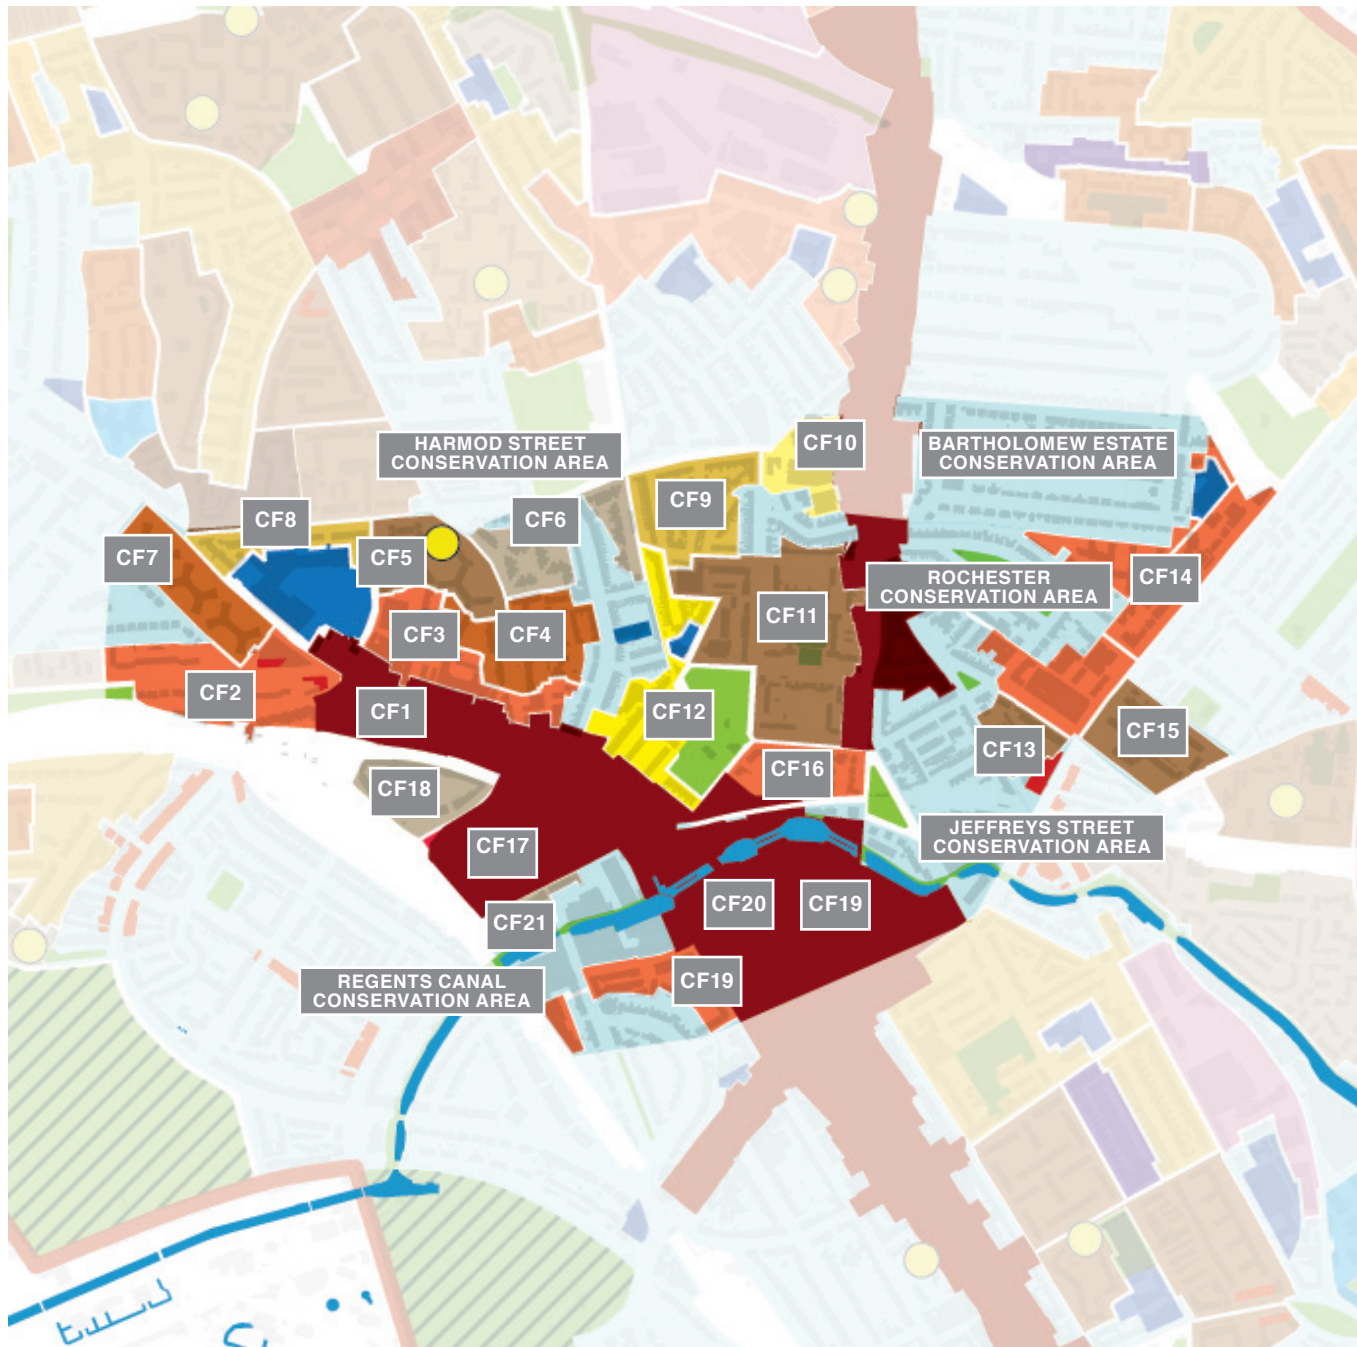 HARMOD STREET
CONSERVATION AREA
CF10
BARTHOLOMEW ESTATE
CONSERVATION AREA
CF9
CF8
CF6
CF7
CF5
ROCHESTER
CONSERVATION AREA
CF14
CF11
CF3
CF4
CF2
CF1
CF12
CF15
CF13
CF16
CF18
JEFFREYS STREET
CONSERVATION AREA
CF17
CF20
CF19
CF21
REGENTS CANAL
CONSERVATION AREA
CF19